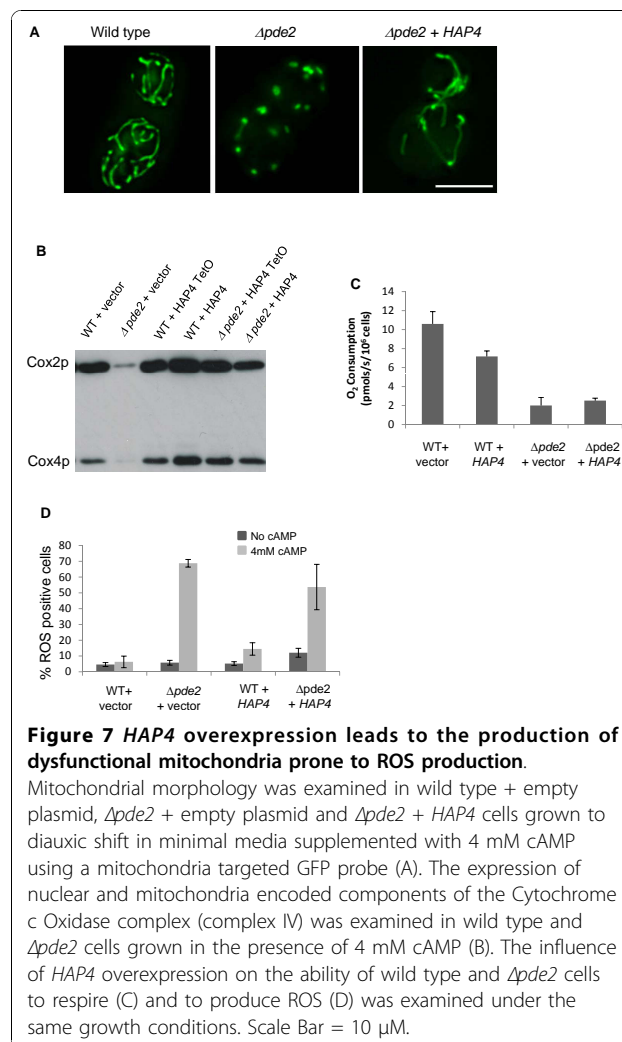 A
Wild type Δpde2 Δpde2 + HAP4
B
WT + vector
Δpde2 + vector
WT + HAP4 TetO
WT + HAP4
Δpde2 + HAP4 TetO
Δpde2 + HAP4
Cox2p
Cox4p
C
O2 Consumption
(pmols/s/10⁶ cells)
14
12
10
8
6
4
2
0
WT+
vector
WT +
HAP4
Δpde2
+ vector
Δpde2
+ HAP4
D
No cAMP
4mM cAMP
% ROS positive cells
80
70
60
50
40
30
20
10
0
WT+
vector
Δpde2
+ vector
WT +
HAP4
Δpde2
+ HAP4
Figure 7 HAP4 overexpression leads to the production of
dysfunctional mitochondria prone to ROS production.
Mitochondrial morphology was examined in wild type + empty
plasmid, Δpde2 + empty plasmid and Δpde2 + HAP4 cells grown to
diauxic shift in minimal media supplemented with 4 mM cAMP
using a mitochondria targeted GFP probe (A). The expression of
nuclear and mitochondria encoded components of the Cytochrome
c Oxidase complex (complex IV) was examined in wild type and
Δpde2 cells grown in the presence of 4 mM cAMP (B). The influence
of HAP4 overexpression on the ability of wild type and Δpde2 cells
to respire (C) and to produce ROS (D) was examined under the
same growth conditions. Scale Bar = 10 μM.